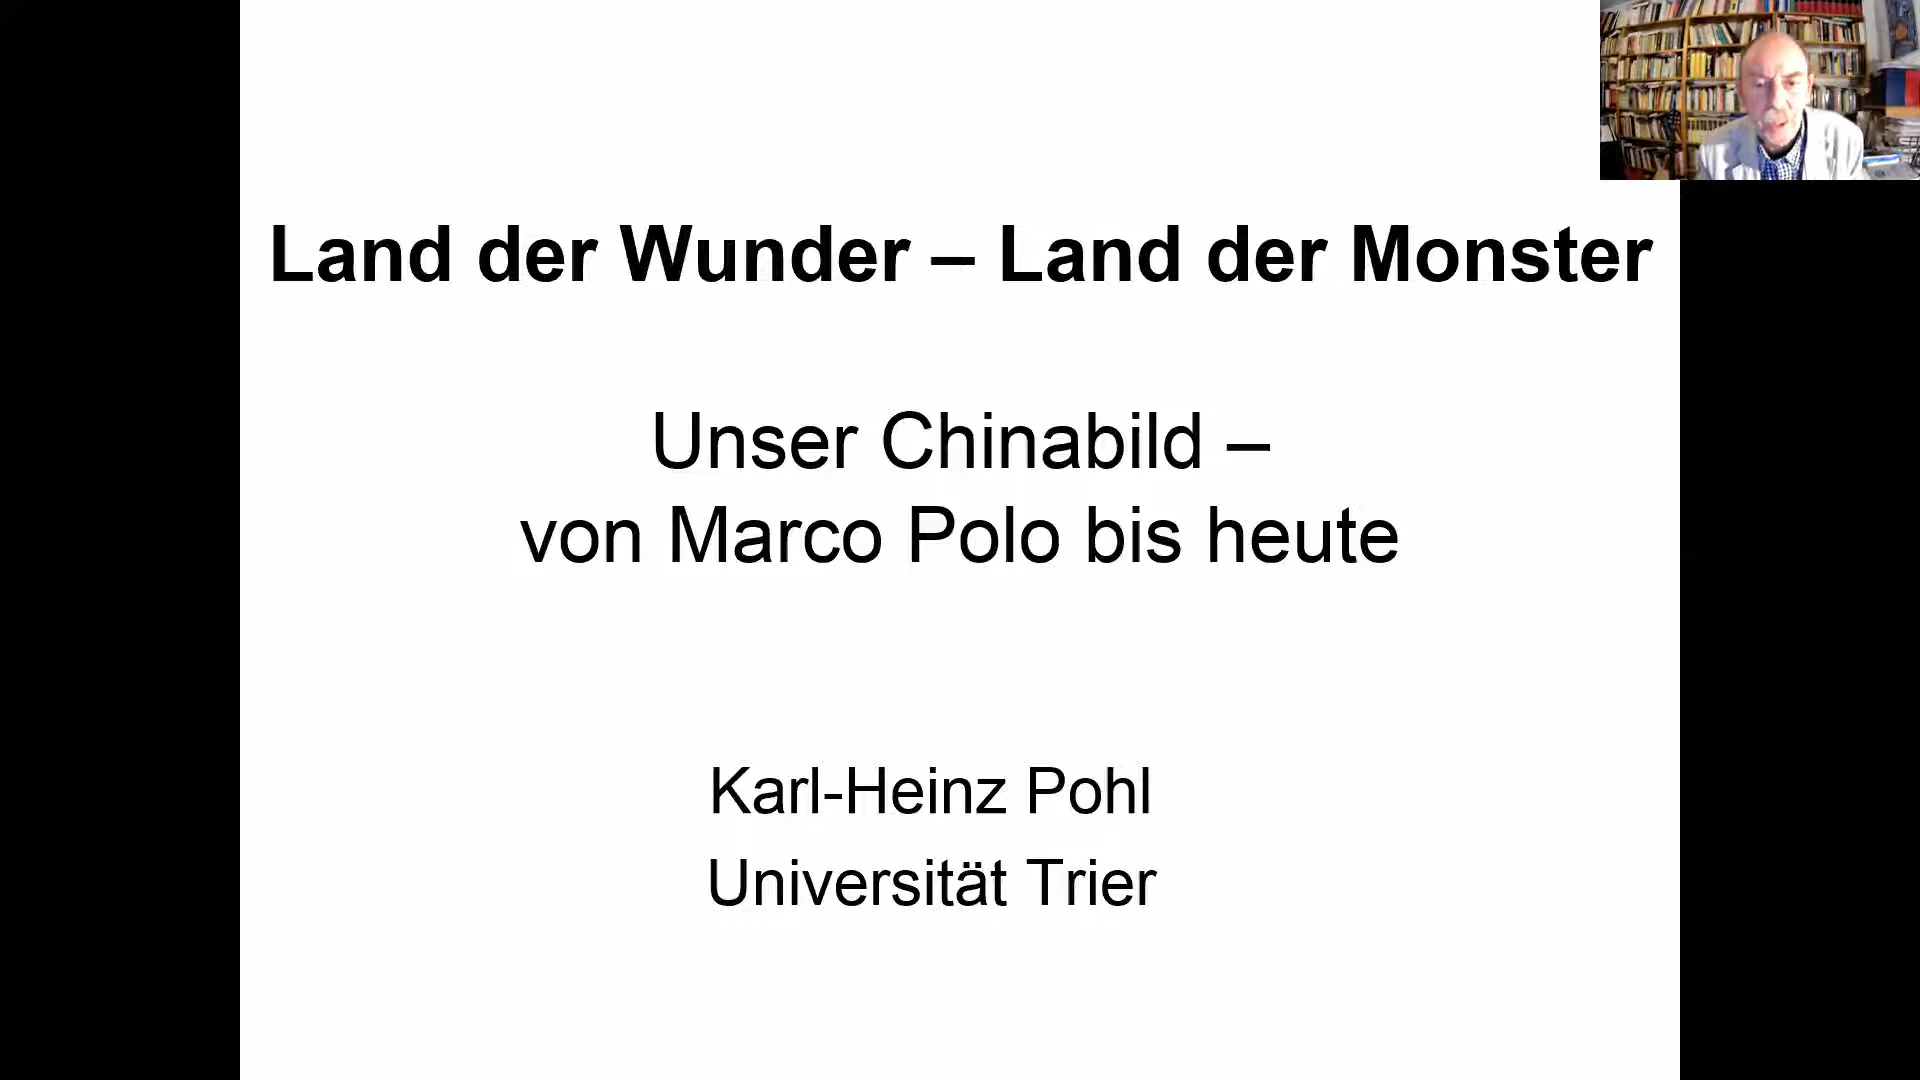 Land der Wunder – Land der Monster
Unser Chinabild –
von Marco Polo bis heute
Karl-Heinz Pohl
Universität Trier